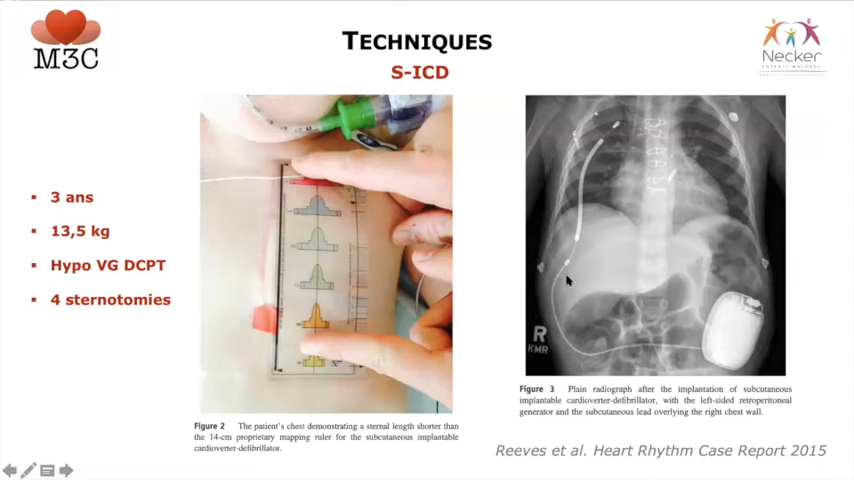 M3C
TECHNIQUES
S-ICD
Necker
3 ans
13,5 kg
Hypo VG DCPT
4 sternotomies
R
KMR
Figure 2 The patient's chest demonstrating a sternal length shorter than
the 14-cm proprietary mapping ruler for the subcutaneous implantable
cardioverter-defibrillator.
Figure 3 Plain radiograph after the implantation of subcutaneous
implantable cardioverter-defibrillator, with the left-sided retroperitoneal
generator and the subcutaneous lead overlying the right chest wall.
Reeves et al. Heart Rhythm Case Report 2015